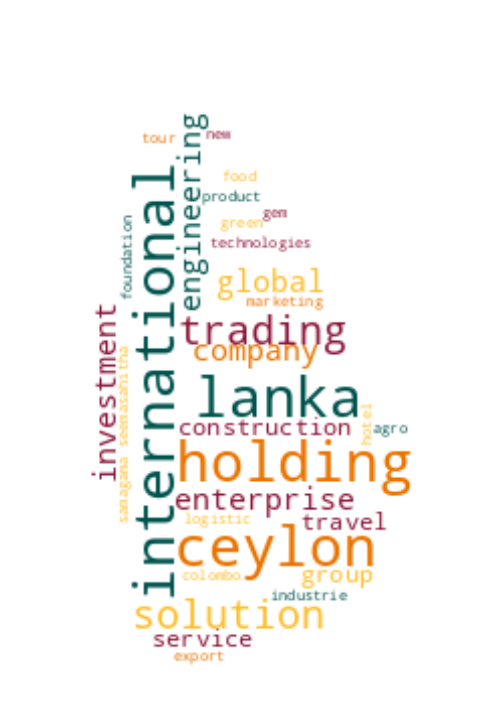 tour
new
engineering
international
food
product
green
gem
foundation
technologies
global
marketing
investment
trading
company
seemasahitha
lanka
hotel
construction
agro
holding
samagama
enterprise
logistic
travel
ceylon
colombo
group
industrie
solution
service
export